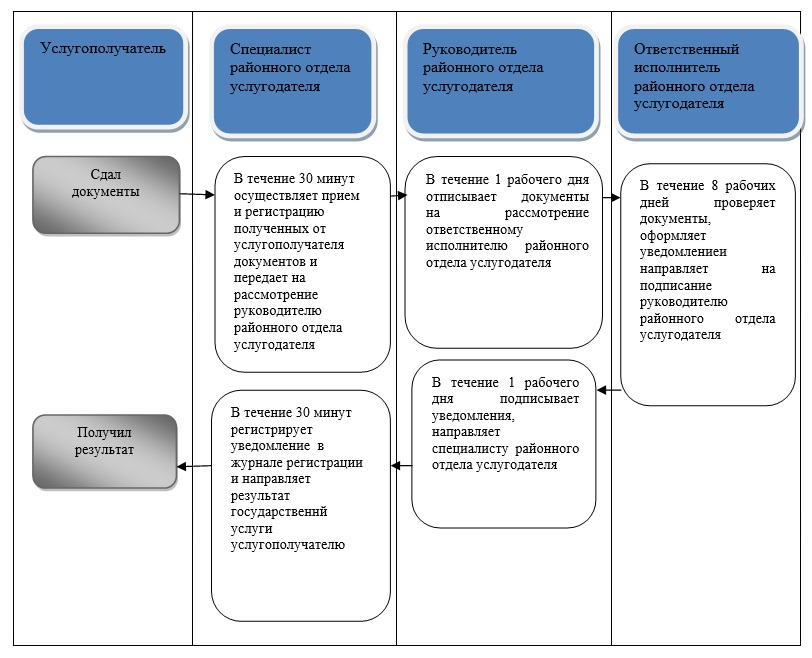 Услугополучатель
Специалист
районного отдела
услугодателя
Руководитель
районного отдела
услугодателя
Ответственный
исполнитель
районного отдела
услугодателя
Сдал
документы
В течение 30 минут
осуществляет прием
и регистрацию
полученных от
услугополучателя
документов и
передает на
рассмотрение
руководителю
районного отдела
услугодателя
В течение 1 рабочего дня
отписывает документы
на рассмотрение
ответственному
исполнителю районного
отдела услугодателя
В течение 8 рабочих
дней проверяет
документы,
оформляет
уведомлениеи
направляет на
подписание
руководителю
районного отдела
услугодателя
В течение 1 рабочего
дня подписывает
уведомления,
направляет
специалисту районного
отдела услугодателя
В течение 30 минут
регистрирует
уведомление в
журнале регистрации
и направляет
результат
государственнй
услуги
услугополучателю
Получил
результат